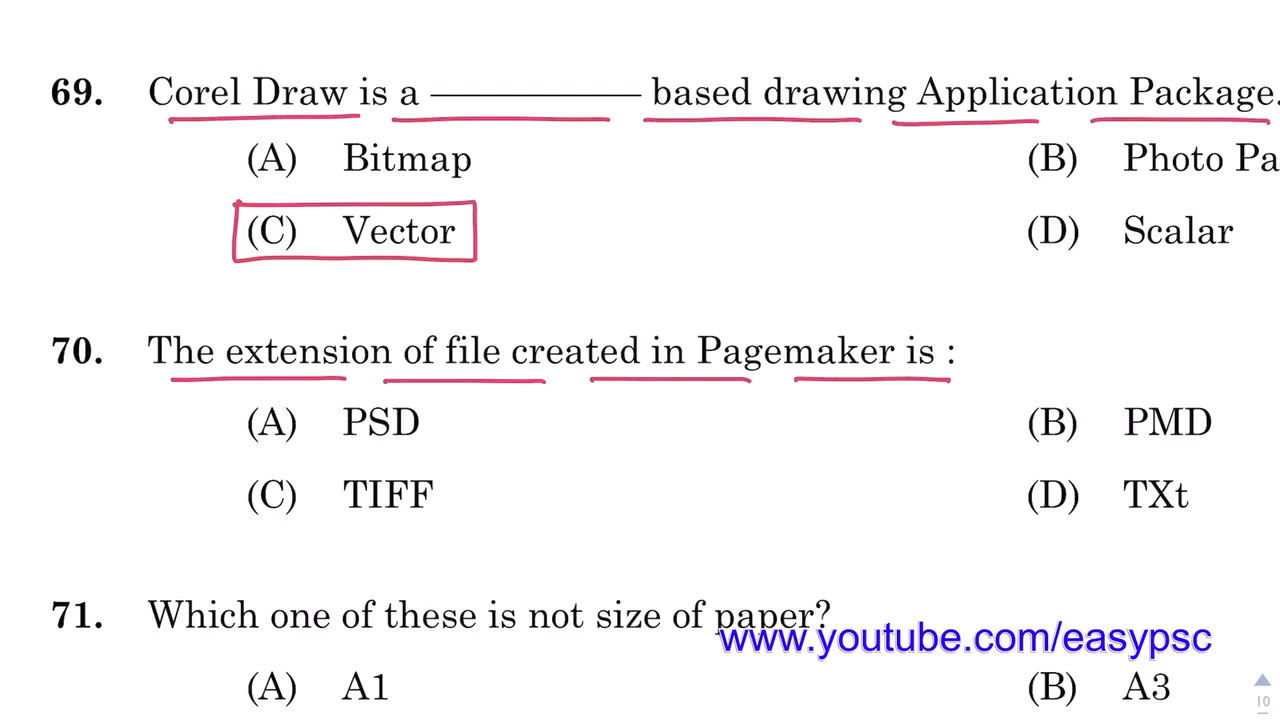 69. Corel Draw is a ————— based drawing Application Package.
(A) Bitmap (B) Photo Pa
(C) Vector (D) Scalar
70. The extension of file created in Pagemaker is :
(A) PSD (B) PMD
(C) TIFF (D) TXt
71. Which one of these is not size of paper?
www.youtube.com/easypsc
(A) A1 (B) A3
10